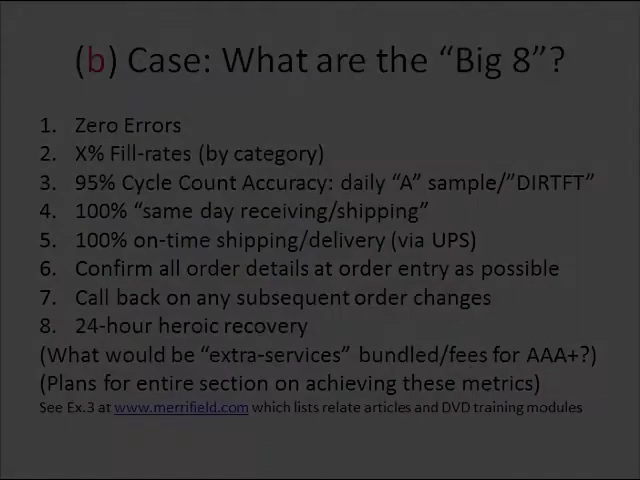 (b) Case: What are the “Big 8”?
1. Zero Errors
2. X% Fill-rates (by category)
3. 95% Cycle Count Accuracy: daily “A” sample/”DIRTFT”
4. 100% “same day receiving/shipping”
5. 100% on-time shipping/delivery (via UPS)
6. Confirm all order details at order entry as possible
7. Call back on any subsequent order changes
8. 24-hour heroic recovery
(What would be “extra-services” bundled/fees for AAA+?)
(Plans for entire section on achieving these metrics)
See Ex.3 at www.merrifield.com which lists relate articles and DVD training modules